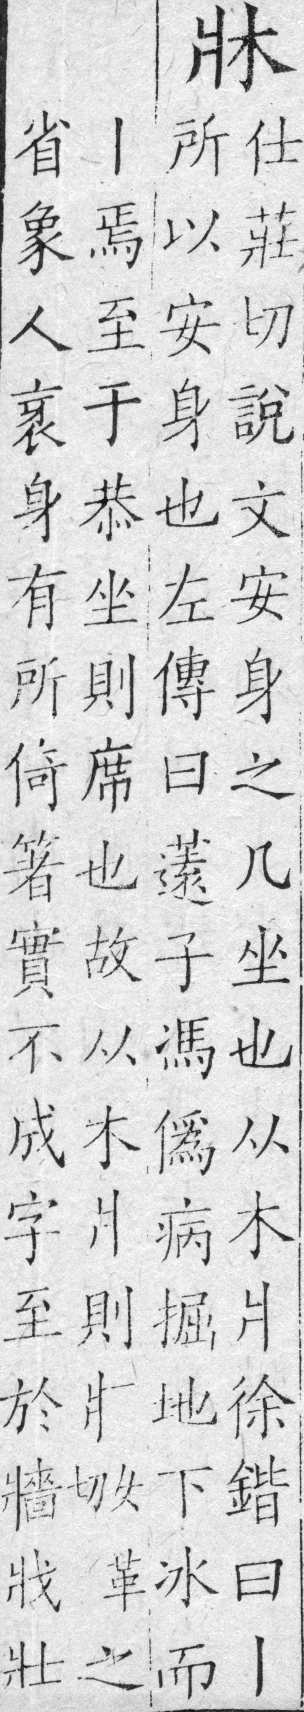 牀
仕莊切說文安身之几坐也从木爿徐鍇曰丨
所以安身也左傳曰薳子馮僞病掘地下冰而
丨焉至于恭坐則席也故从木爿則疒女革切之
省象人衺身有所倚箸實不成字至於牆戕壯